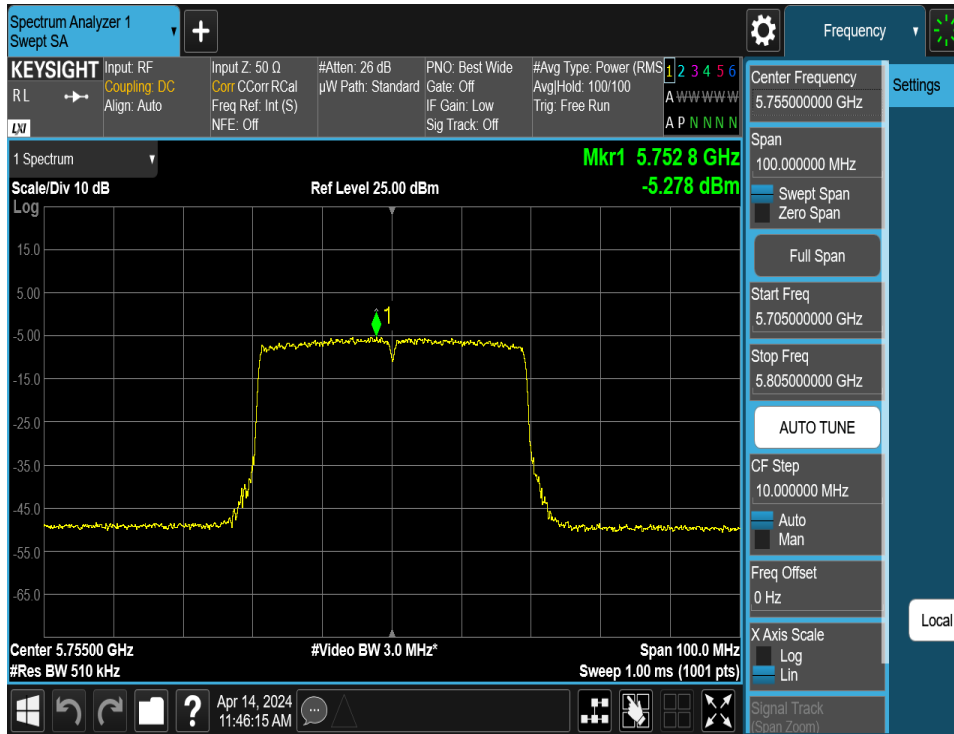 Spectrum Analyzer 1
Swept SA
+
Frequency
KEYSIGHT
R L
LXI
Input: RF
Coupling: DC
Align: Auto
Input Z: 50 Ω
Corr CCorr RCal
Freq Ref: Int (S)
NFE: Off
#Atten: 26 dB
µW Path: Standard
PNO: Best Wide
Gate: Off
IF Gain: Low
Sig Track: Off
#Avg Type: Power (RMS
Avg|Hold: 100/100
Trig: Free Run
1 2 3 4 5 6
A W W W W W
A P N N N N
1 Spectrum
Scale/Div 10 dB
Log
Ref Level 25.00 dBm
Mkr1 5.752 8 GHz
-5.278 dBm
15.0
5.00
-5.00
-15.0
-25.0
-35.0
-45.0
-55.0
-65.0
1
Center 5.75500 GHz
#Res BW 510 kHz
#Video BW 3.0 MHz*
Span 100.0 MHz
Sweep 1.00 ms (1001 pts)
Center Frequency
5.755000000 GHz
Span
100.000000 MHz
Swept Span
Zero Span
Full Span
Start Freq
5.705000000 GHz
Stop Freq
5.805000000 GHz
AUTO TUNE
CF Step
10.000000 MHz
Auto
Man
Freq Offset
0 Hz
X Axis Scale
Log
Lin
Signal Track
(Span Zoom)
Settings
Local
?
Apr 14, 2024
11:46:15 AM